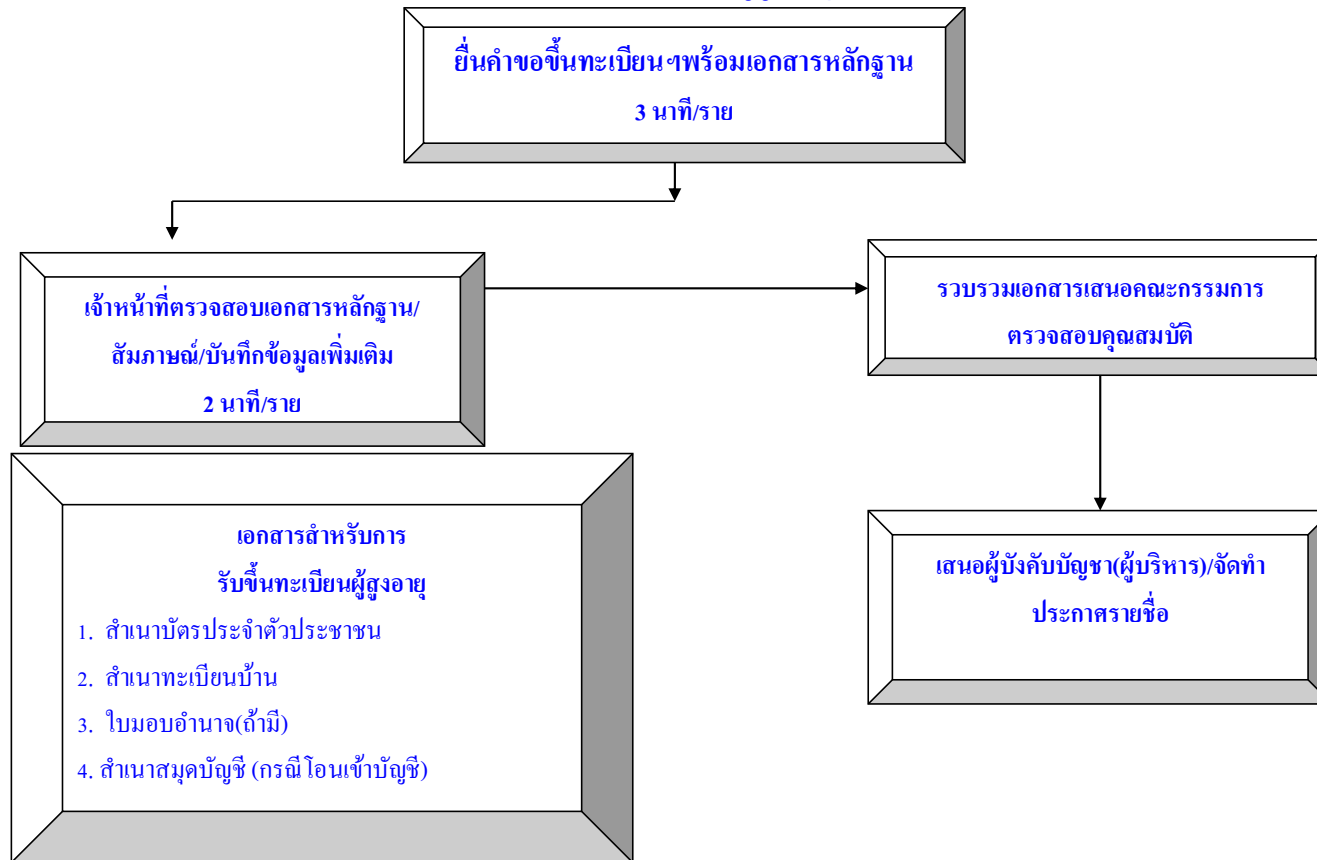 ยื่นคำขอขึ้นทะเบียนฯพร้อมเอกสารหลักฐาน
3 นาที/ราย
เจ้าหน้าที่ตรวจสอบเอกสารหลักฐาน/
สัมภาษณ์/บันทึกข้อมูลเพิ่มเติม
2 นาที/ราย
รวบรวมเอกสารเสนอคณะกรรมการ
ตรวจสอบคุณสมบัติ
เอกสารสำหรับการ
รับขึ้นทะเบียนผู้สูงอายุ
1. สำเนาบัตรประจำตัวประชาชน
2. สำเนาทะเบียนบ้าน
3. ใบมอบอำนาจ(ถ้ามี)
4. สำเนาสมุดบัญชี (กรณีโอนเข้าบัญชี)
เสนอผู้บังคับบัญชา(ผู้บริหาร)/จัดทำ
ประกาศรายชื่อ